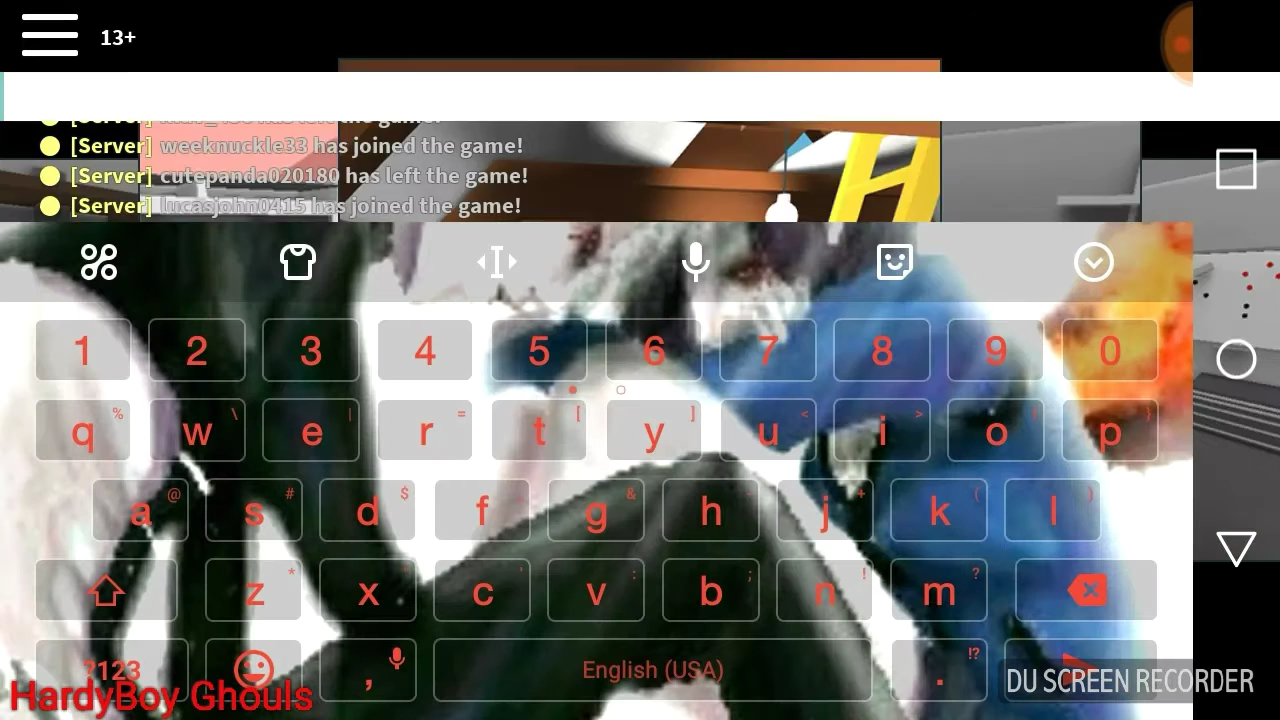 13+
[Server] weeknuckle33 has joined the game!
[Server] cutepanda020180 has left the game!
[Server] lucasjohn0415 has joined the game!
1 2 3 4 5 6 7 8 9 0
% \ | = [ ] < > { }
q w e r t y u i o p
@ # $ & - + ( )
a s d f g h j k l
* " ' : ; ! ?
z x c v b n m
?123 , English (USA) . !?
HardyBoy Ghouls
DU SCREEN RECORDER